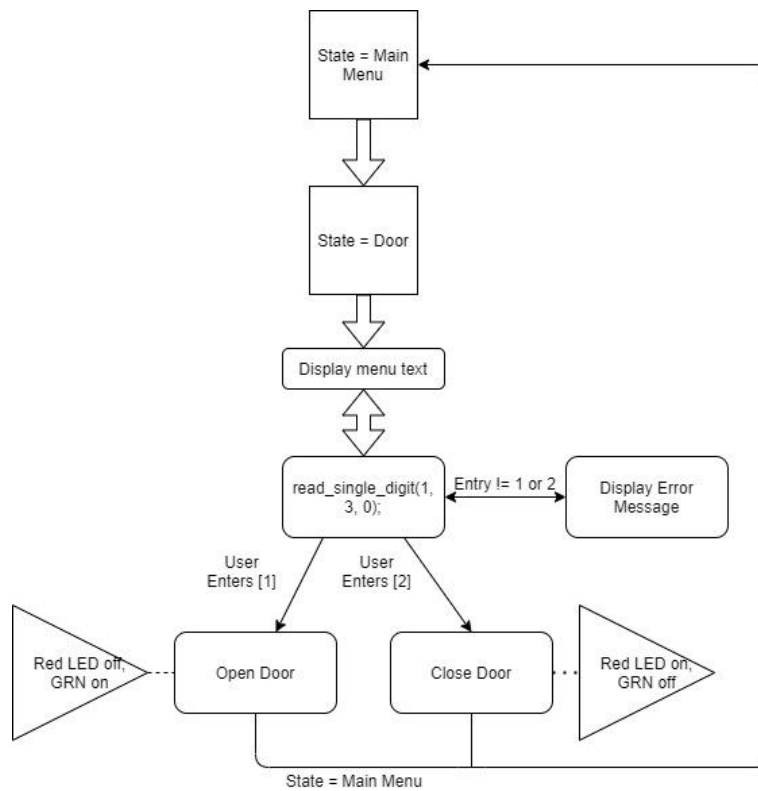 State = Main
Menu
State = Door
Display menu text
read_single_digit(1,
3, 0);
Entry != 1 or 2
Display Error
Message
User
Enters [1]
User
Enters [2]
Red LED off,
GRN on
Open Door
Close Door
Red LED on,
GRN off
State = Main Menu